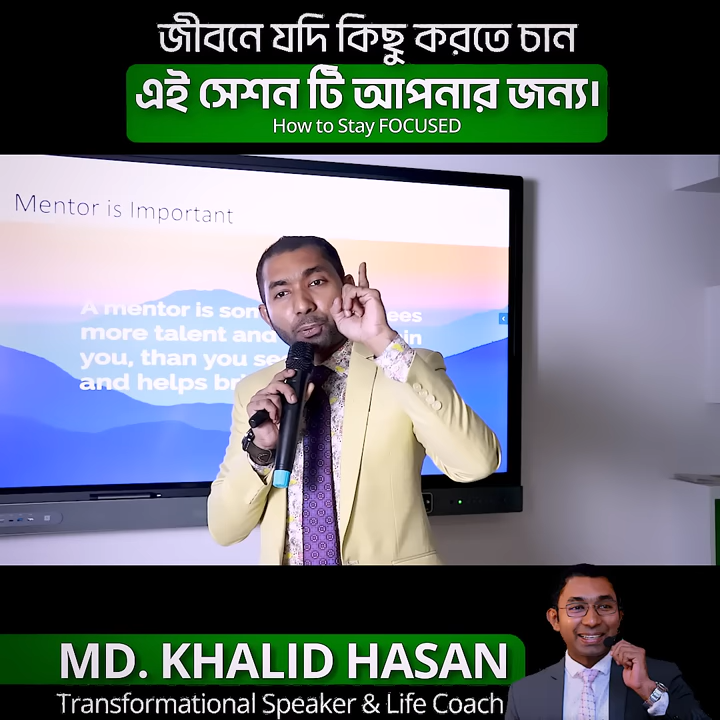 জীবনে যদি কিছু করতে চান
এই সেশন টি আপনার জন্য।
How to Stay FOCUSED
Mentor is Important
A mentor is
more talent and in
you, than you
and helps
MD. KHALID HASAN
Transformational Speaker & Life Coach